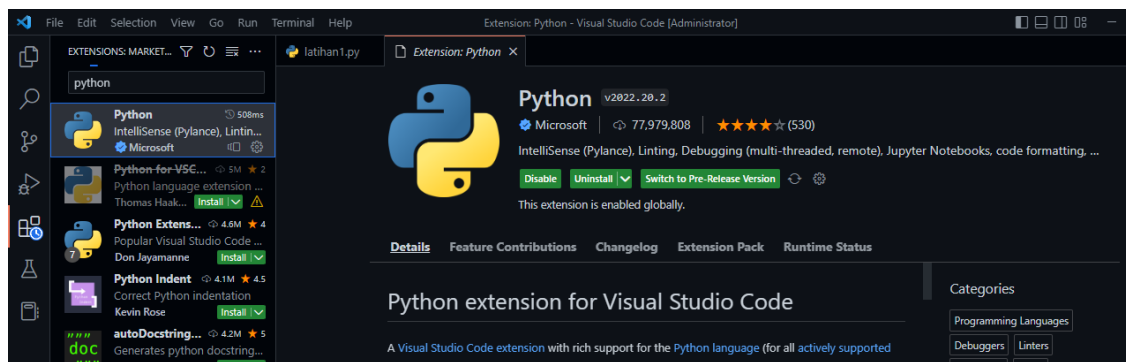 File Edit Selection View Go Run Terminal Help
Extension: Python - Visual Studio Code [Administrator]
EXTENSIONS: MARKET...
latihan1.py
Extension: Python
python
Python 508ms
IntelliSense (Pylance), Lintin...
Microsoft
Python for VSC... 5M 2
Python language extension ...
Thomas Haak... Install
Python Extens... 4.6M 4
Popular Visual Studio Code ...
Don Jayamanne Install
7
Python Indent 4.1M 4.5
Correct Python indentation
Kevin Rose Install
autoDocstring... 4.2M 5
Generates python docstring...
""" doc
Python v2022.20.2
Microsoft 77,979,808 (530)
IntelliSense (Pylance), Linting, Debugging (multi-threaded, remote), Jupyter Notebooks, code formatting, ...
Disable Uninstall Switch to Pre-Release Version
This extension is enabled globally.
Details Feature Contributions Changelog Extension Pack Runtime Status
Python extension for Visual Studio Code
A Visual Studio Code extension with rich support for the Python language (for all actively supported
Categories
Programming Languages
Debuggers Linters